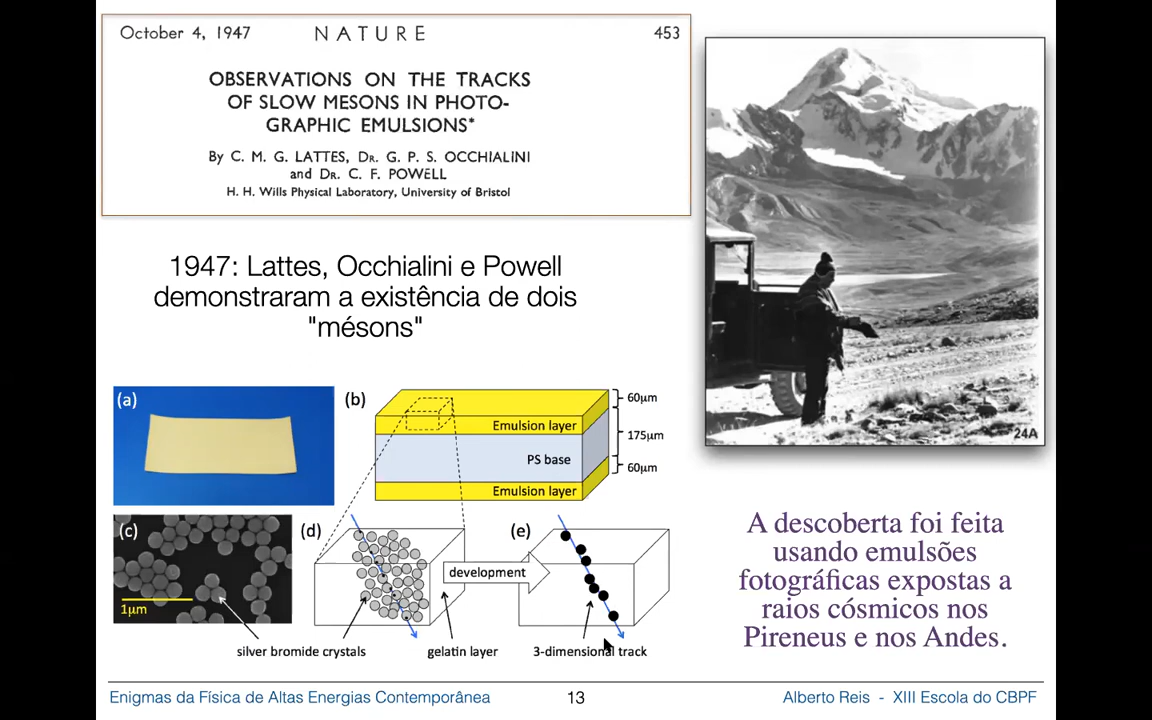 October 4, 1947 NATURE 453
OBSERVATIONS ON THE TRACKS
OF SLOW MESONS IN PHOTO-
GRAPHIC EMULSIONS*
By C. M. G. LATTES, DR. G. P. S. OCCHIALINI
and DR. C. F. POWELL
H. H. Wills Physical Laboratory, University of Bristol
1947: Lattes, Occhialini e Powell
demonstraram a existência de dois
"mésons"
24A
(a)
(b)
Emulsion layer
PS base
Emulsion layer
60μm
175μm
60μm
(c)
1μm
(d)
development
(e)
silver bromide crystals
gelatin layer
3-dimensional track
A descoberta foi feita
usando emulsões
fotográficas expostas a
raios cósmicos nos
Pireneus e nos Andes.
Enigmas da Física de Altas Energias Contemporânea 13 Alberto Reis - XIII Escola do CBPF